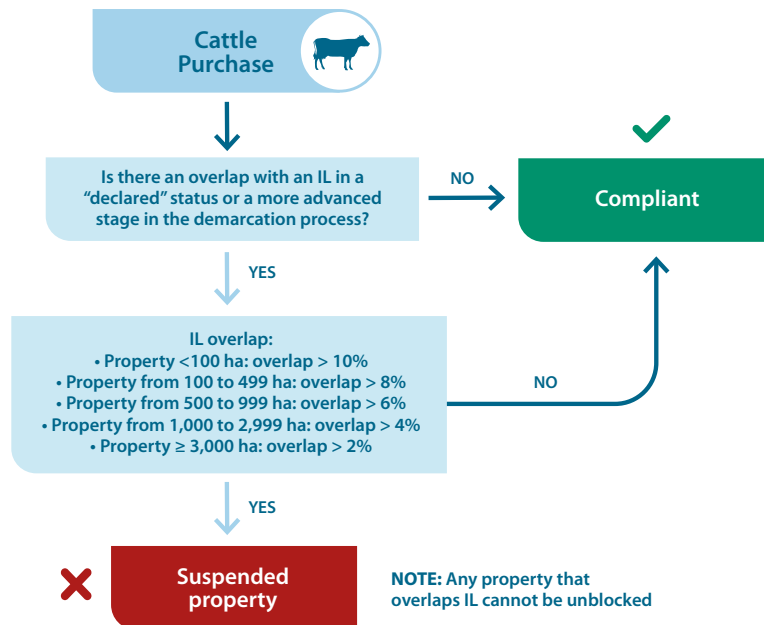 Cattle
Purchase
Is there an overlap with an IL in a
“declared” status or a more advanced
stage in the demarcation process?
NO
Compliant
YES
IL overlap:
• Property <100 ha: overlap > 10%
• Property from 100 to 499 ha: overlap > 8%
• Property from 500 to 999 ha: overlap > 6%
• Property from 1,000 to 2,999 ha: overlap > 4%
• Property ≥ 3,000 ha: overlap > 2%
NO
YES
Suspended
property
NOTE: Any property that
overlaps IL cannot be unblocked